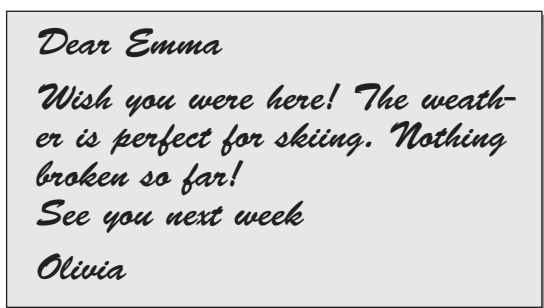 Dear Emma
Wish you were here! The weath-
er is perfect for skiing. Nothing
broken so far!
See you next week
Olivia